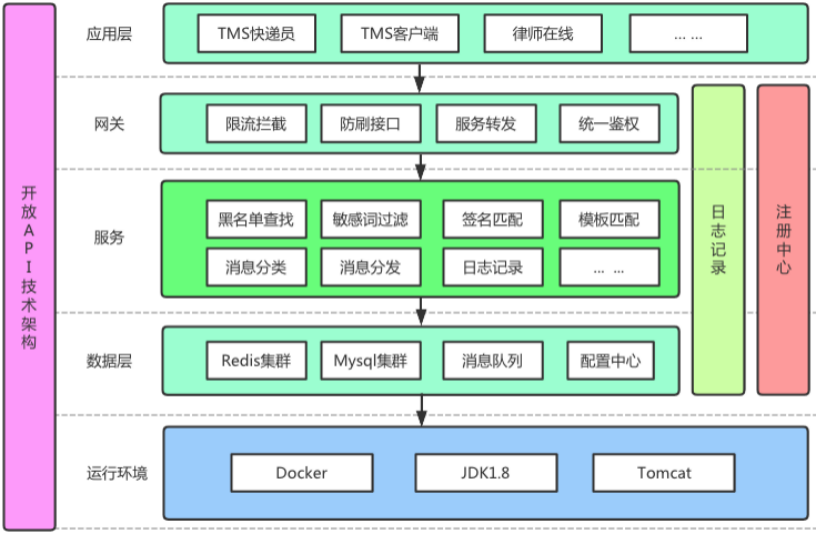 开放API技术架构
应用层
TMS快递员
TMS客户端
律师在线
... ...
网关
限流拦截
防刷接口
服务转发
统一鉴权
服务
黑名单查找
敏感词过滤
签名匹配
模板匹配
消息分类
消息分发
日志记录
... ...
数据层
Redis集群
Mysql集群
消息队列
配置中心
日志记录
注册中心
运行环境
Docker
JDK1.8
Tomcat